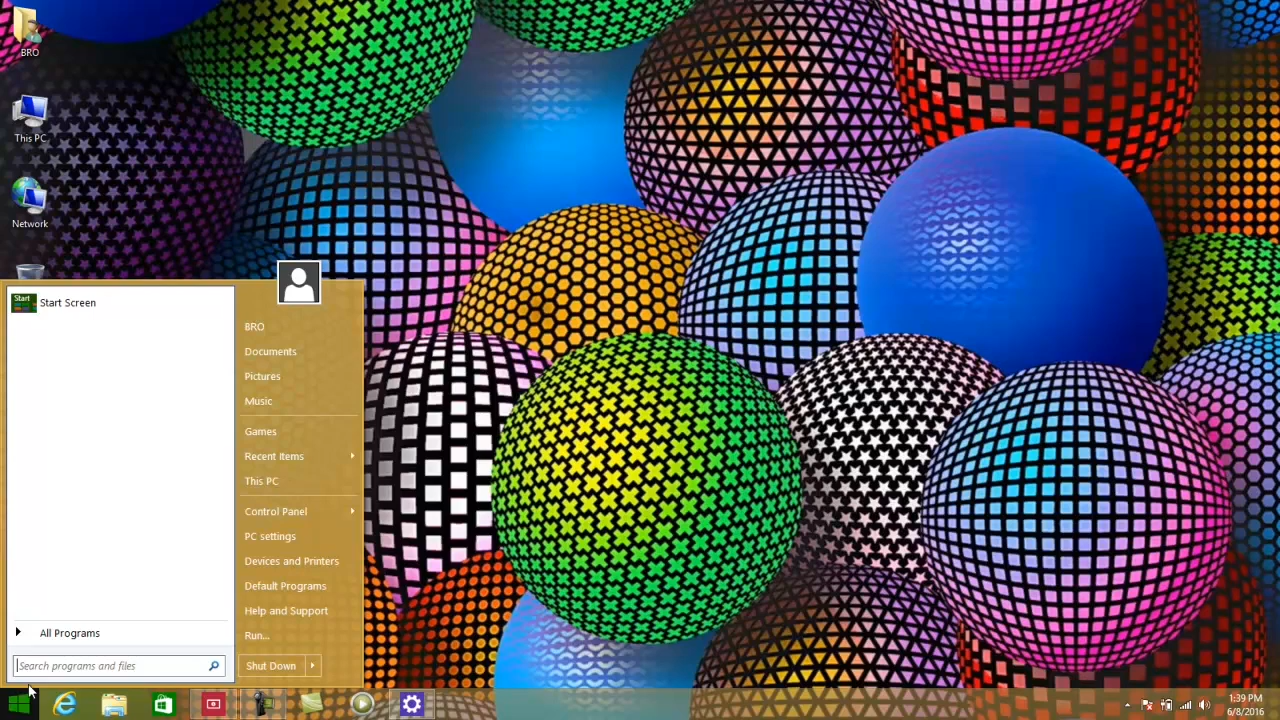 BRO
This PC
Network
Start
Start Screen
All Programs
Search programs and files
BRO
Documents
Pictures
Music
Games
Recent Items
This PC
Control Panel
PC settings
Devices and Printers
Default Programs
Help and Support
Run...
Shut Down
1:39 PM
6/8/2016